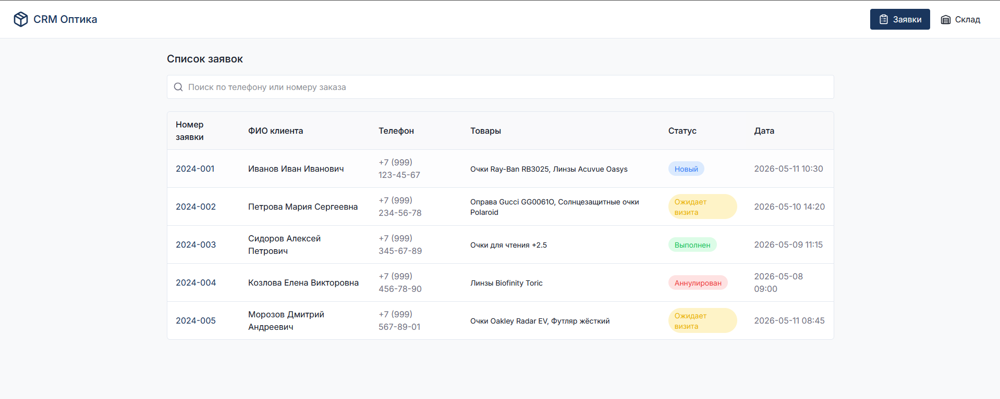 CRM Оптика
Заявки
Склад
Список заявок
Поиск по телефону или номеру заказа
Номер
заявки
ФИО клиента
Телефон
Товары
Статус
Дата
2024-001
Иванов Иван Иванович
+7 (999)
123-45-67
Очки Ray-Ban RB3025, Линзы Acuvue Oasys
Новый
2026-05-11 10:30
2024-002
Петрова Мария Сергеевна
+7 (999)
234-56-78
Оправа Gucci GG0061O, Солнцезащитные очки
Polaroid
Ожидает
визита
2026-05-10 14:20
2024-003
Сидоров Алексей
Петрович
+7 (999)
345-67-89
Очки для чтения +2.5
Выполнен
2026-05-09 11:15
2024-004
Козлова Елена Викторовна
+7 (999)
456-78-90
Линзы Biofinity Toric
Аннулирован
2026-05-08
09:00
2024-005
Морозов Дмитрий
Андреевич
+7 (999)
567-89-01
Очки Oakley Radar EV, Футляр жёсткий
Ожидает
визита
2026-05-11 08:45